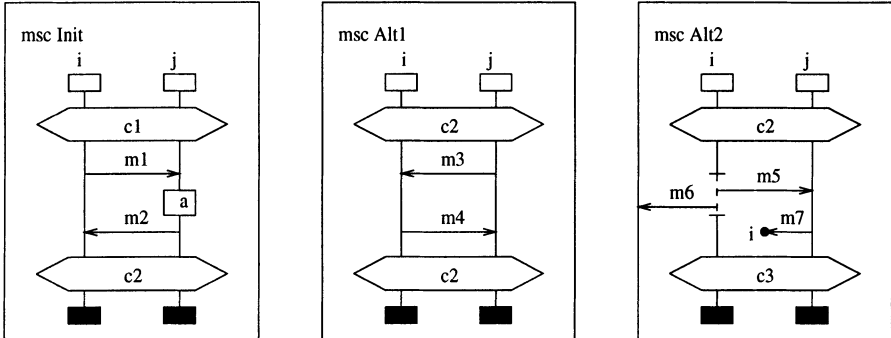 msc Init
i j
c1
m1
a
m2
c2
msc Alt1
i j
c2
m3
m4
c2
msc Alt2
i j
c2
m5
m6
m7
i
c3